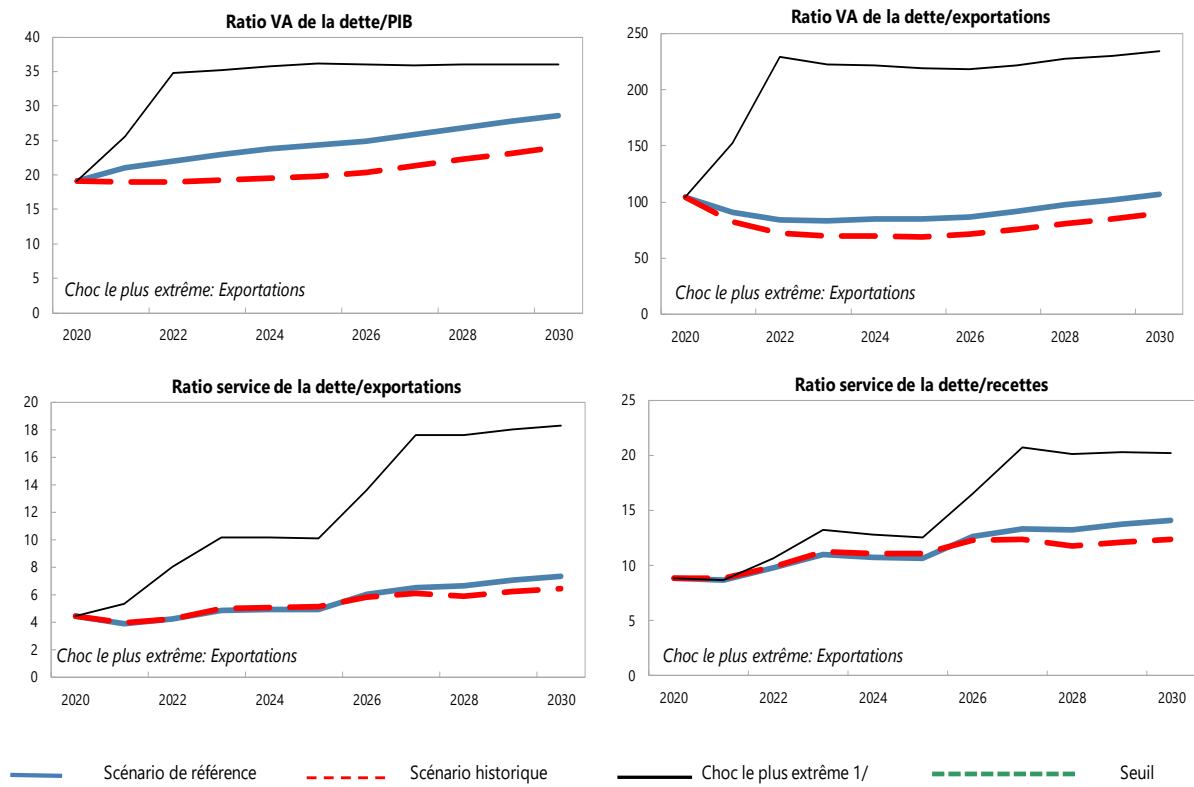 Ratio VA de la dette/PIB
40
35
30
25
20
15
10
5
0
Choc le plus extrême: Exportations
2020 2022 2024 2026 2028 2030
Ratio VA de la dette/exportations
250
200
150
100
50
0
Choc le plus extrême: Exportations
2020 2022 2024 2026 2028 2030
Ratio service de la dette/exportations
20
18
16
14
12
10
8
6
4
2
0
Choc le plus extrême: Exportations
2020 2022 2024 2026 2028 2030
Ratio service de la dette/recettes
25
20
15
10
5
0
Choc le plus extrême: Exportations
2020 2022 2024 2026 2028 2030
Scénario de référence Scénario historique Choc le plus extrême 1/ Seuil